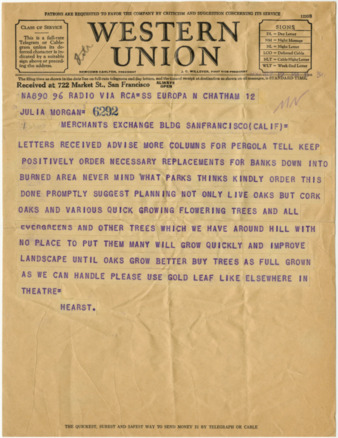 PATRONS ARE REQUESTED TO FAVOR THE COMPANY BY CRITICISM AND SUGGESTION CONCERNING ITS SERVICE
CLASS OF SERVICE
WESTERN
UNION
SIGNS
Received at 722 Market St., San Francisco
ALWAYS
OPEN
NA890 96 RADIO VIA RCA=SS EUROPA N CHATHAM 12
JULIA MORGAN= 6292
MERCHANTS EXCHANGE BLDG SANFRANCISCO(CALIF)=
LETTERS RECEIVED ADVISE MORE COLUMNS FOR PERGOLA TELL KEEP
POSITIVELY ORDER NECESSARY REPLACEMENTS FOR BANKS DOWN INTO
BURNED AREA NEVER MIND WHAT PARKS THINKS KINDLY ORDER THIS
DONE PROMPTLY SUGGEST PLANNING NOT ONLY LIVE OAKS BUT CORK
OAKS AND VARIOUS QUICK GROWING FLOWERING TREES AND ALL
EVERGREENS AND OTHER TREES WHICH WE HAVE AROUND HILL WITH
NO PLACE TO PUT THEM MANY WILL GROW QUICKLY AND IMPROVE
LANDSCAPE UNTIL OAKS GROW BETTER BUY TREES AS FULL GROWN
AS WE CAN HANDLE PLEASE USE GOLD LEAF LIKE ELSEWHERE IN
THEATRE=
HEARST.
THE QUICKEST, SUREST AND SAFEST WAY TO SEND MONEY IS BY TELEGRAPH OR CABLE